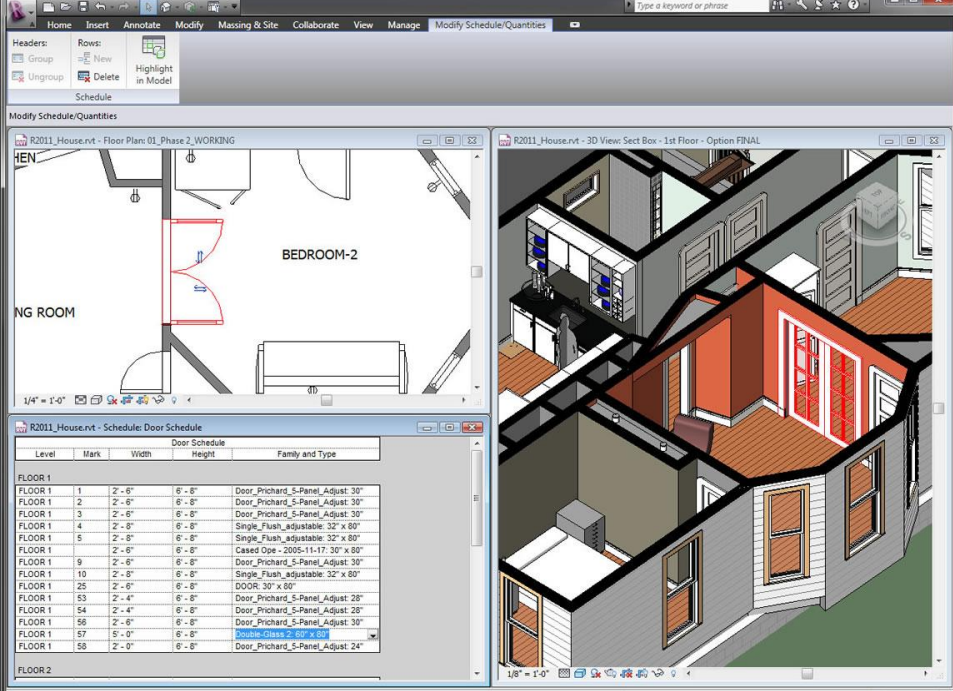 Type a keyword or phrase
Home Insert Annotate Modify Massing & Site Collaborate View Manage Modify Schedule/Quantities
Headers: Rows:
Group New
Ungroup Delete
Highlight
in Model
Schedule
Modify Schedule/Quantities
R2011_House.rvt - Floor Plan: 01_Phase 2_WORKING
HEN
BEDROOM-2
NG ROOM
1/4" = 1'-0"
R2011_House.rvt - 3D View: Sect Box - 1st Floor - Option FINAL
1/8" = 1'-0"
R2011_House.rvt - Schedule: Door Schedule
Door Schedule
Level Mark Width Height Family and Type
FLOOR 1
FLOOR 1 1 2' - 6" 6' - 8" Door_Prichard_5-Panel_Adjust: 30"
FLOOR 1 2 2' - 6" 6' - 8" Door_Prichard_5-Panel_Adjust: 30"
FLOOR 1 3 2' - 6" 6' - 8" Door_Prichard_5-Panel_Adjust: 30"
FLOOR 1 4 2' - 8" 6' - 8" Single_Flush_adjustable: 32" x 80"
FLOOR 1 5 2' - 8" 6' - 8" Single_Flush_adjustable: 32" x 80"
FLOOR 1 2' - 6" 6' - 8" Cased Ope - 2005-11-17: 30" x 80"
FLOOR 1 9 2' - 6" 6' - 8" Door_Prichard_5-Panel_Adjust: 30"
FLOOR 1 10 2' - 8" 6' - 8" Single_Flush_adjustable: 32" x 80"
FLOOR 1 25 2' - 6" 6' - 8" DOOR: 30" x 80"
FLOOR 1 53 2' - 4" 6' - 8" Door_Prichard_5-Panel_Adjust: 28"
FLOOR 1 54 2' - 4" 6' - 8" Door_Prichard_5-Panel_Adjust: 28"
FLOOR 1 56 2' - 6" 6' - 8" Door_Prichard_5-Panel_Adjust: 30"
FLOOR 1 57 5' - 0" 6' - 8" Double-Glass 2: 60" x 80"
FLOOR 1 58 2' - 0" 6' - 8" Door_Prichard_5-Panel_Adjust: 24"
FLOOR 2